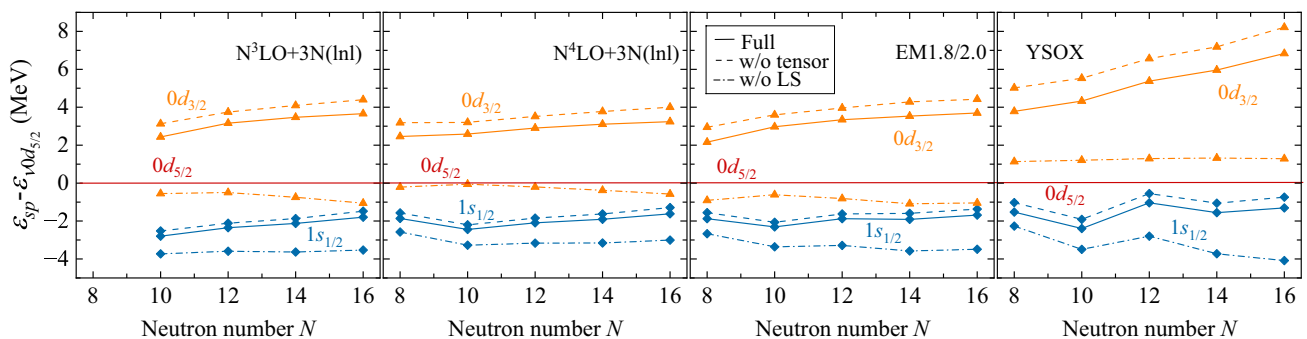 ℰsp-ℰν0d5/2 (MeV)
8
6
4
2
0
−2
−4
N³LO+3N(lnl)
0d3/2
0d5/2
1s1/2
8 10 12 14 16
Neutron number N
N⁴LO+3N(lnl)
0d3/2
0d5/2
1s1/2
8 10 12 14 16
Neutron number N
Full
w/o tensor
w/o LS
EM1.8/2.0
0d3/2
0d5/2
1s1/2
8 10 12 14 16
Neutron number N
YSOX
0d3/2
0d5/2
1s1/2
8 10 12 14 16
Neutron number N